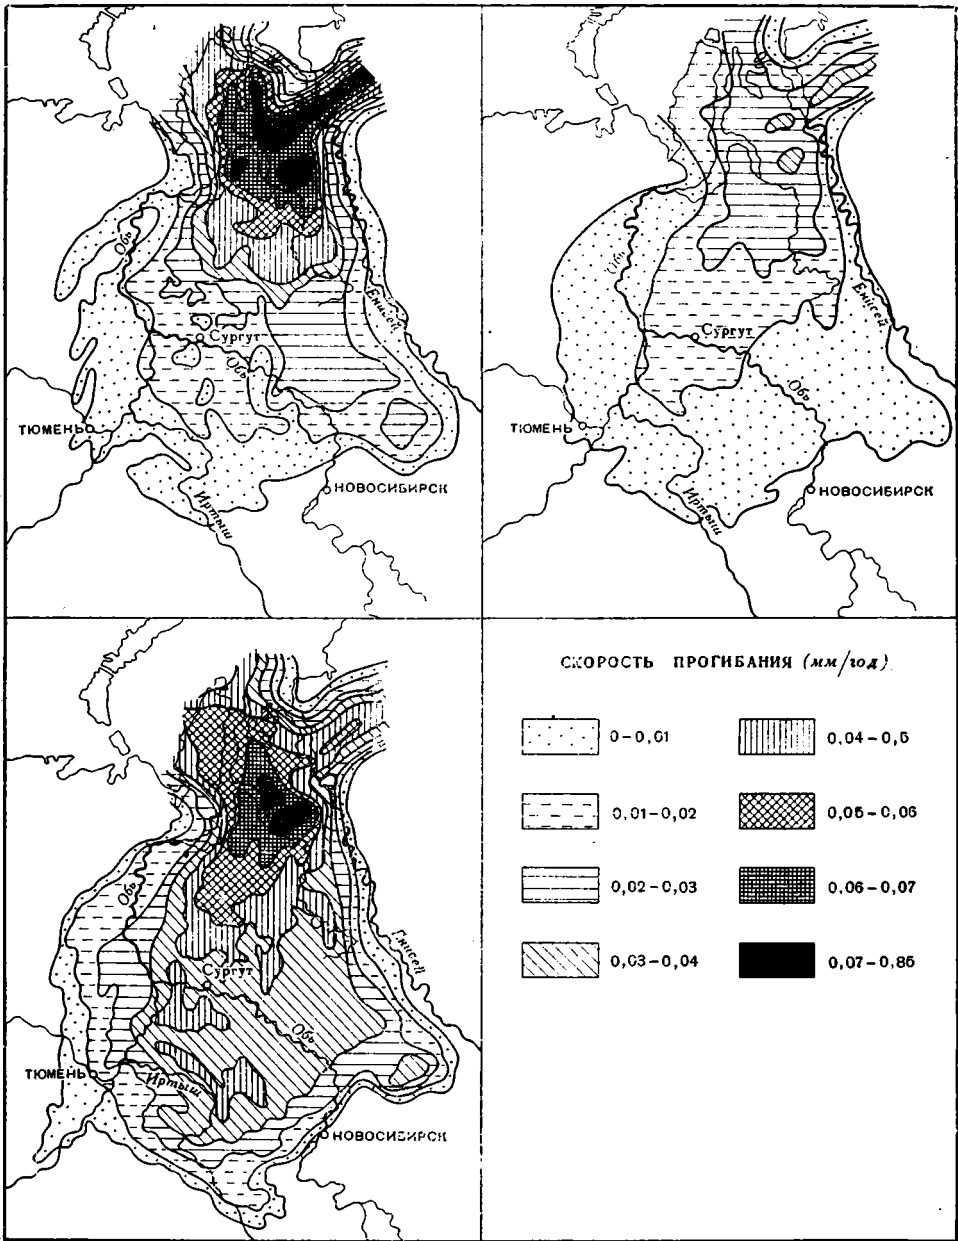 Обь
Енисей
Сургут
Обь
ТЮМЕНЬ
НОВОСИБИРСК
Иртыш
Обь
Енисей
Сургут
Обь
ТЮМЕНЬ
НОВОСИБИРСК
Иртыш
Обь
Енисей
Сургут
Обь
ТЮМЕНЬ
Иртыш
НОВОСИБИРСК
СКОРОСТЬ ПРОГИБАНИЯ (мм/год)
0–0,01
0,04–0,5
0,01–0,02
0,05–0,06
0,02–0,03
0,06–0,07
0,03–0,04
0,07–0,85